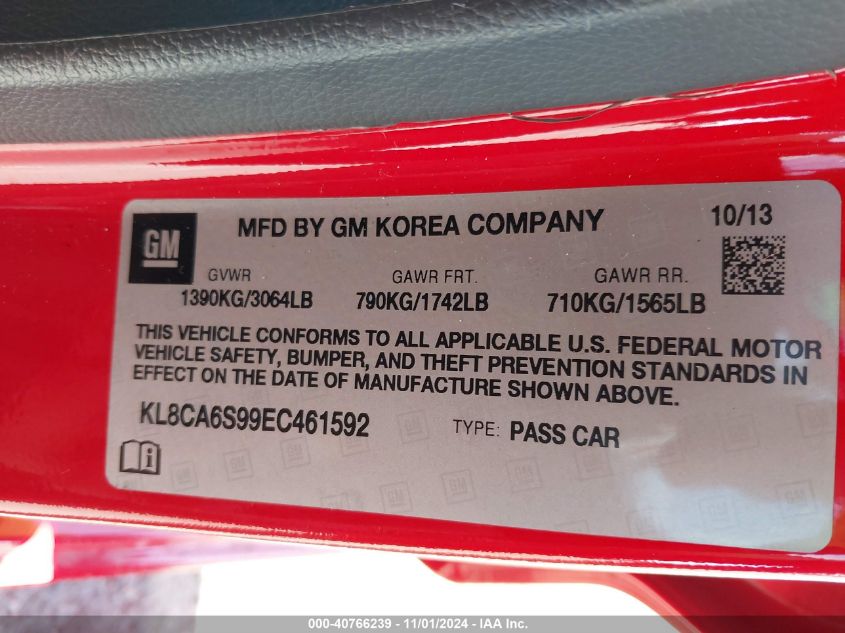 GM
MFD BY GM KOREA COMPANY
10/13
GVWR
GAWR FRT.
GAWR RR.
1390KG/3064LB
790KG/1742LB
710KG/1565LB
THIS VEHICLE CONFORMS TO ALL APPLICABLE U.S. FEDERAL MOTOR
VEHICLE SAFETY, BUMPER, AND THEFT PREVENTION STANDARDS IN
EFFECT ON THE DATE OF MANUFACTURE SHOWN ABOVE.
KL8CA6S99EC461592
TYPE: PASS CAR
000-40766239 - 11/01/2024 - IAA Inc.